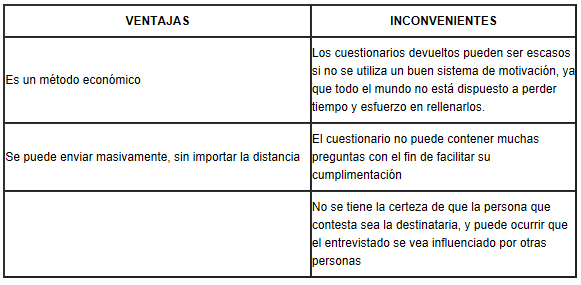 VENTAJAS
INCONVENIENTES
Es un método económico
Los cuestionarios devueltos pueden ser escasos
si no se utiliza un buen sistema de motivación, ya
que todo el mundo no está dispuesto a perder
tiempo y esfuerzo en rellenarlos.
Se puede enviar masivamente, sin importar la distancia
El cuestionario no puede contener muchas
preguntas con el fin de facilitar su
cumplimentación
No se tiene la certeza de que la persona que
contesta sea la destinataria, y puede ocurrir que
el entrevistado se vea influenciado por otras
personas